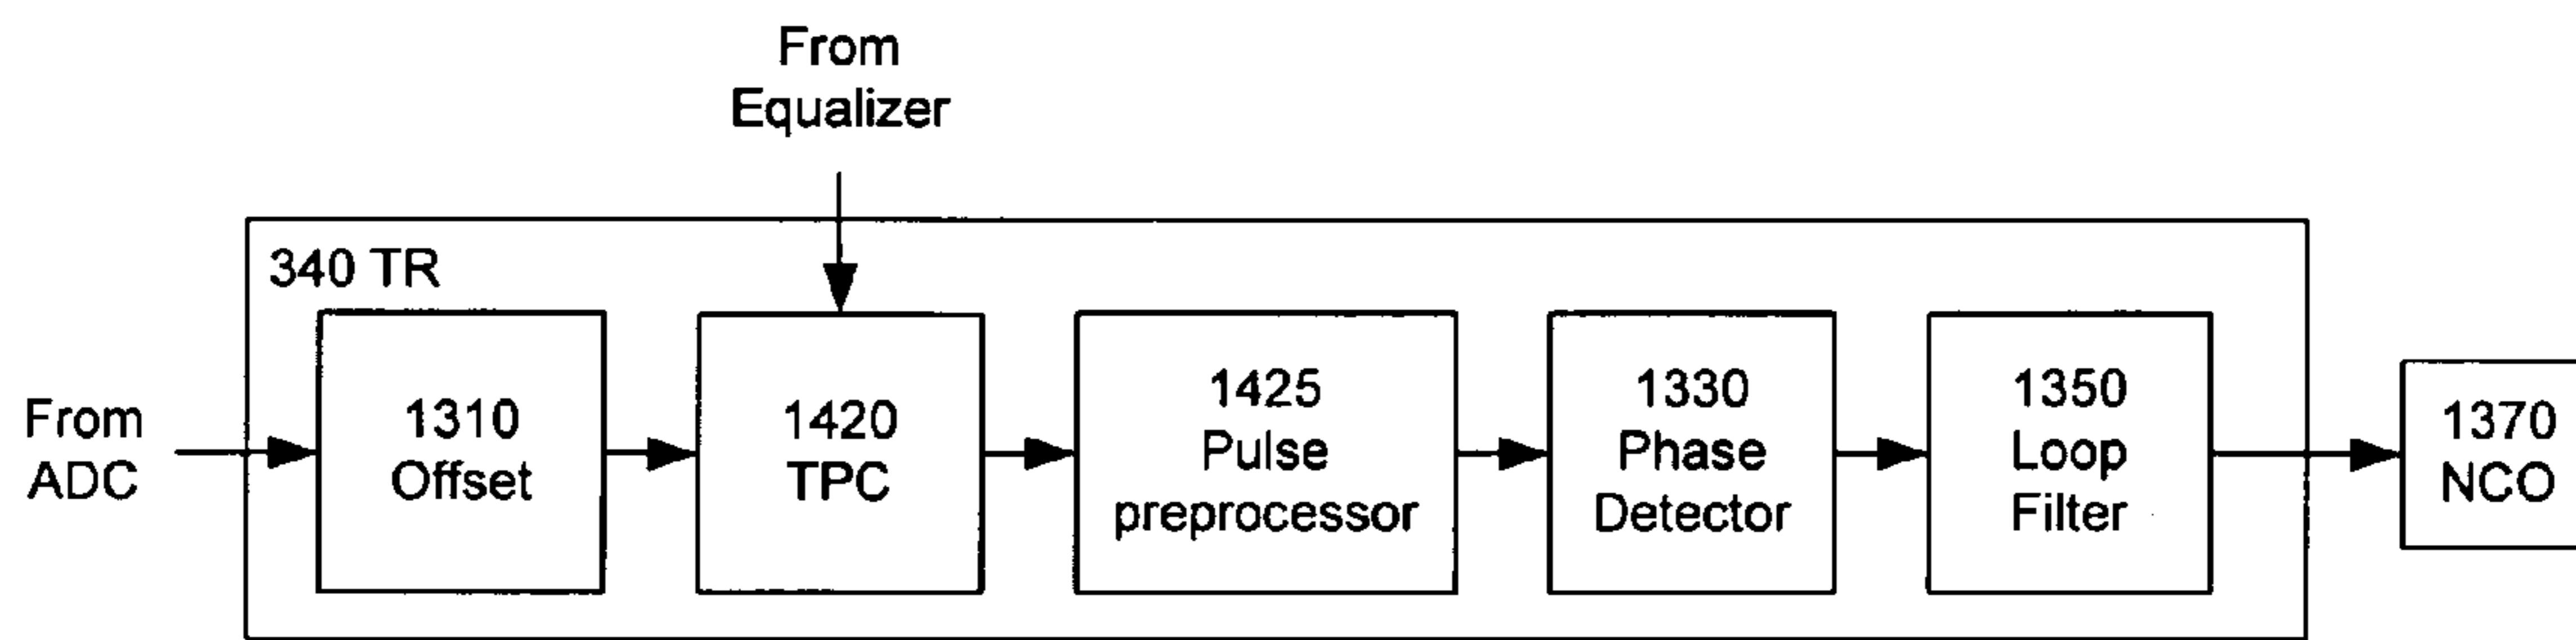 From
Equalizer
340 TR
From
ADC
1310
Offset
1420
TPC
1425
Pulse
preprocessor
1330
Phase
Detector
1350
Loop
Filter
1370
NCO